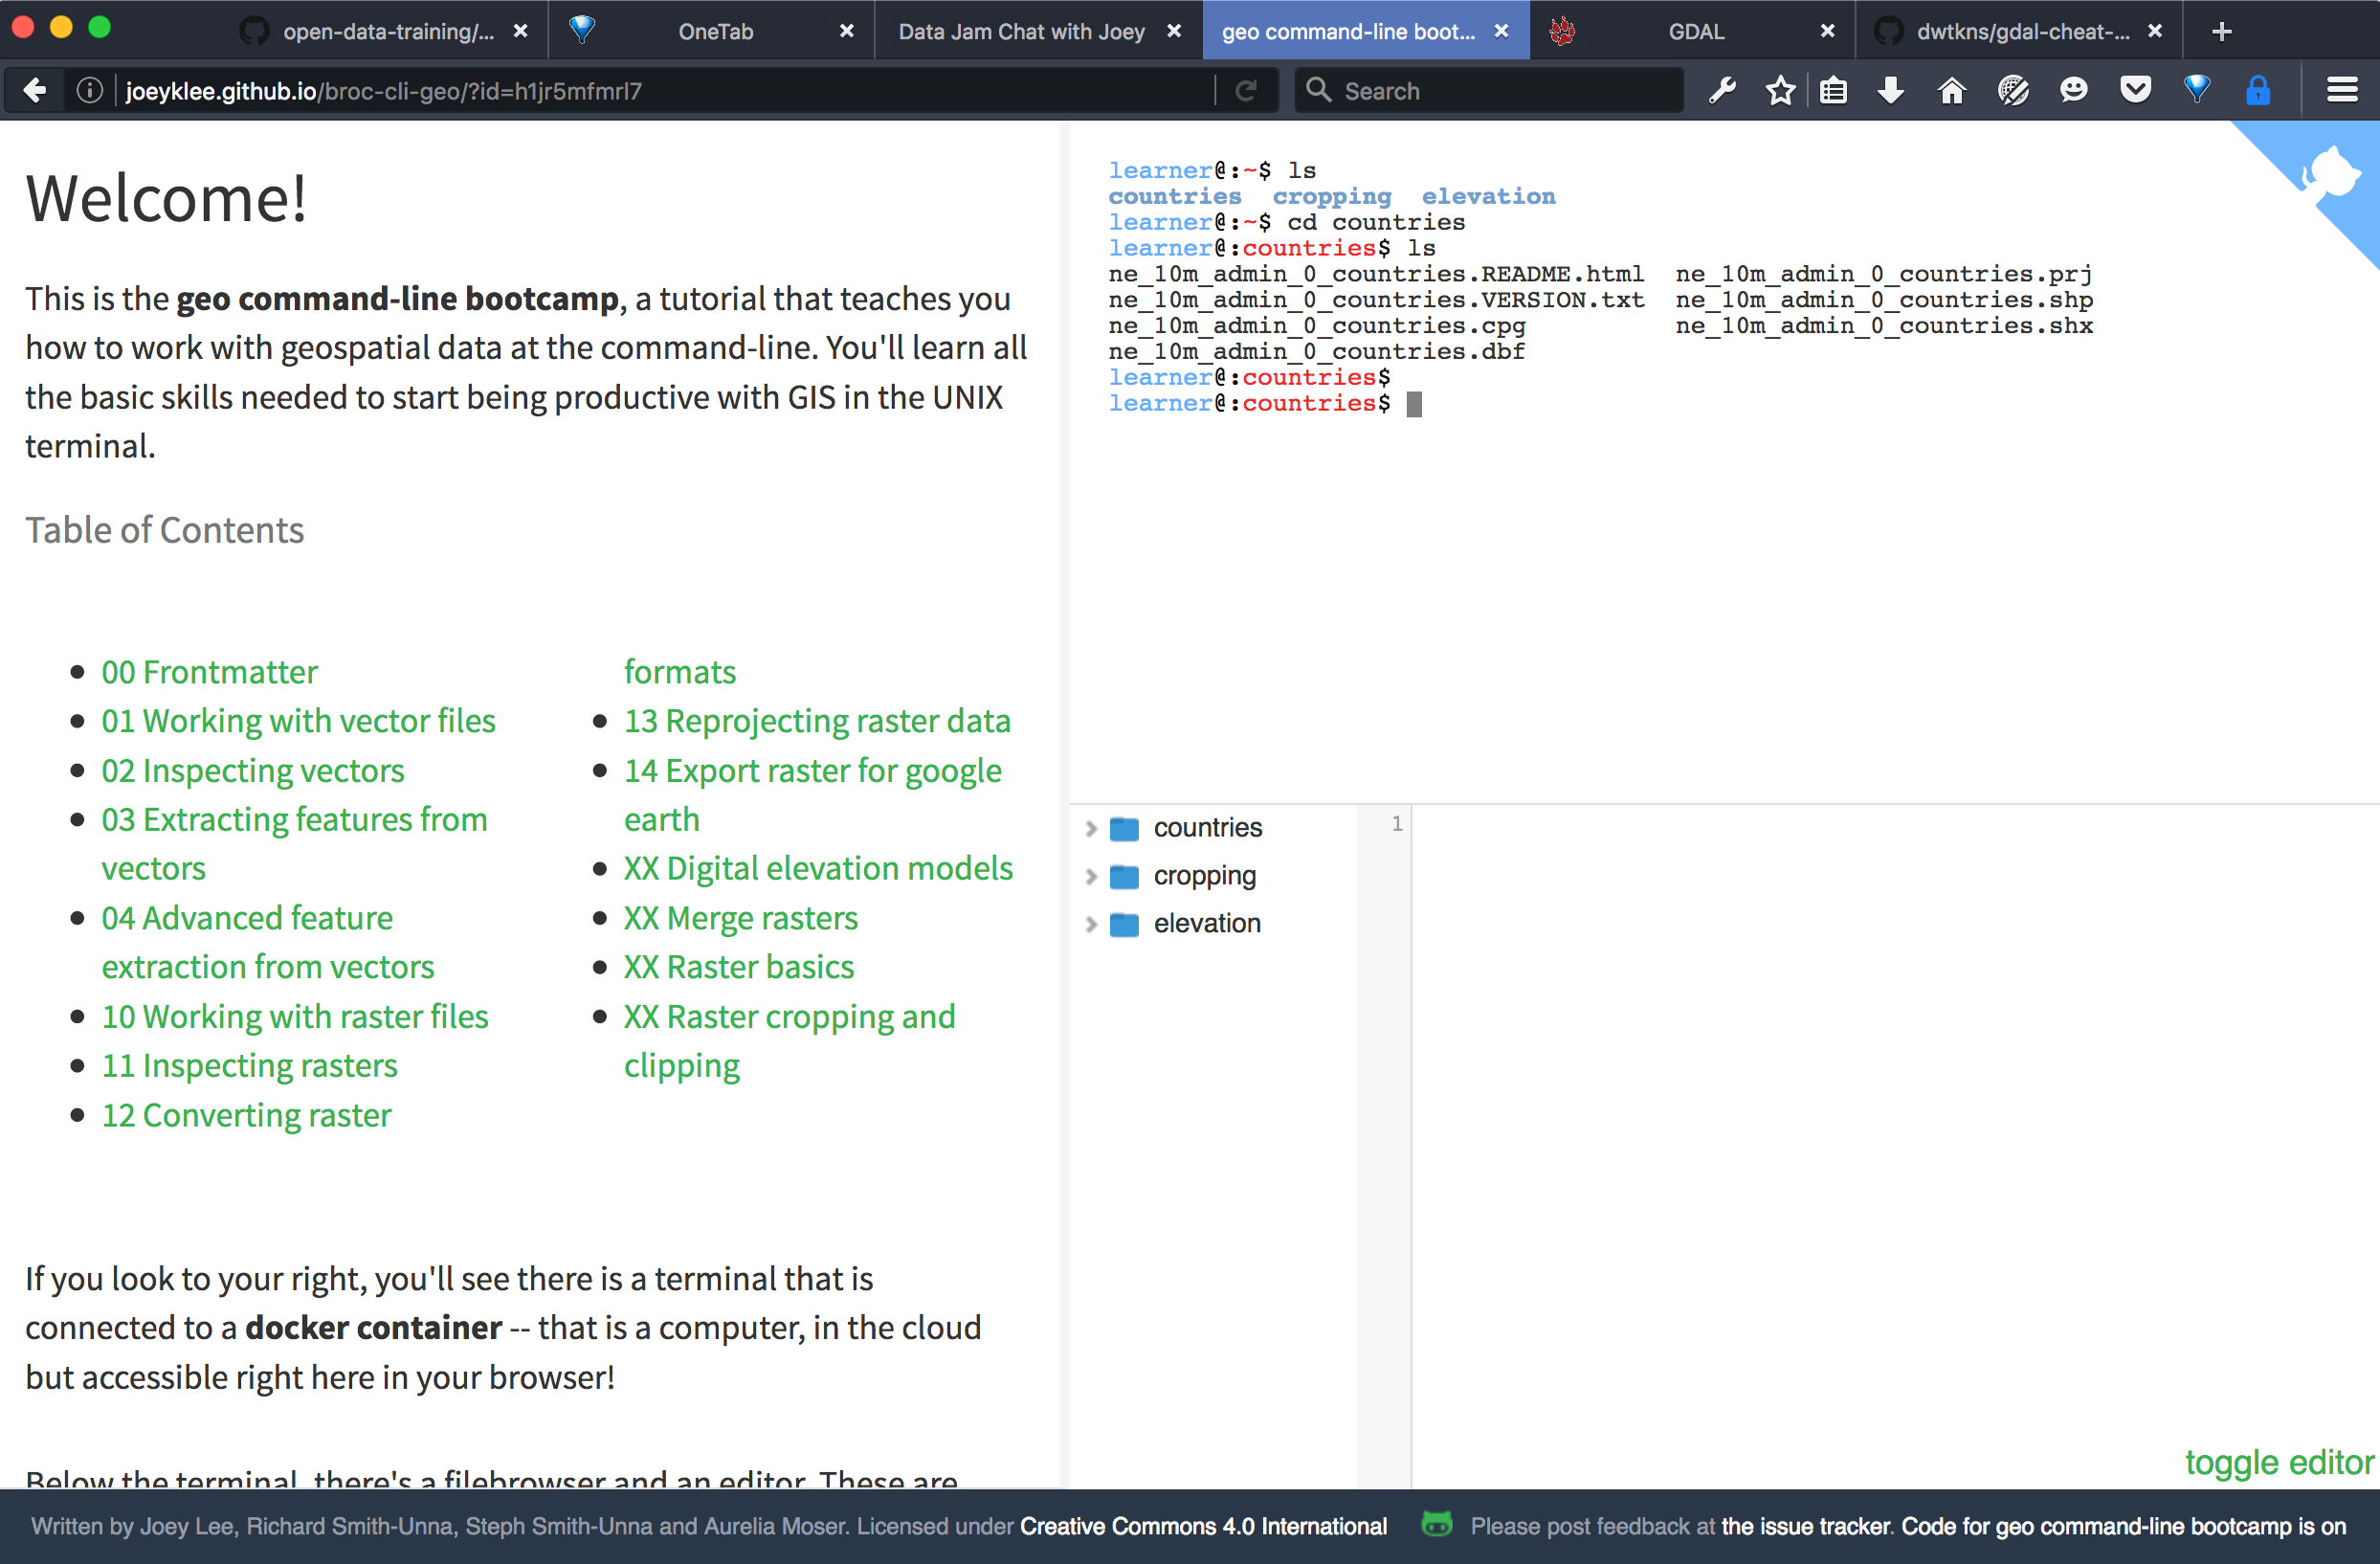 open-data-training/...
OneTab
Data Jam Chat with Joey
geo command-line boot...
GDAL
dwtkns/gdal-cheat-...
joeyklee.github.io/broc-cli-geo/?id=h1jr5mfmrl7
Search
Welcome!
This is the geo command-line bootcamp, a tutorial that teaches you
how to work with geospatial data at the command-line. You'll learn all
the basic skills needed to start being productive with GIS in the UNIX
terminal.
Table of Contents
00 Frontmatter
01 Working with vector files
02 Inspecting vectors
03 Extracting features from
vectors
04 Advanced feature
extraction from vectors
10 Working with raster files
11 Inspecting rasters
12 Converting raster
formats
13 Reprojecting raster data
14 Export raster for google
earth
XX Digital elevation models
XX Merge rasters
XX Raster basics
XX Raster cropping and
clipping
If you look to your right, you'll see there is a terminal that is
connected to a docker container -- that is a computer, in the cloud
but accessible right here in your browser!
Below the terminal, there's a filebrowser and an editor. These are
learner@:~$ ls
countries  cropping  elevation
learner@:~$ cd countries
learner@:countries$ ls
ne_10m_admin_0_countries.README.html  ne_10m_admin_0_countries.prj
ne_10m_admin_0_countries.VERSION.txt  ne_10m_admin_0_countries.shp
ne_10m_admin_0_countries.cpg          ne_10m_admin_0_countries.shx
ne_10m_admin_0_countries.dbf
learner@:countries$
learner@:countries$
countries
cropping
elevation
1
toggle editor
Written by Joey Lee, Richard Smith-Unna, Steph Smith-Unna and Aurelia Moser. Licensed under Creative Commons 4.0 International
Please post feedback at the issue tracker. Code for geo command-line bootcamp is on